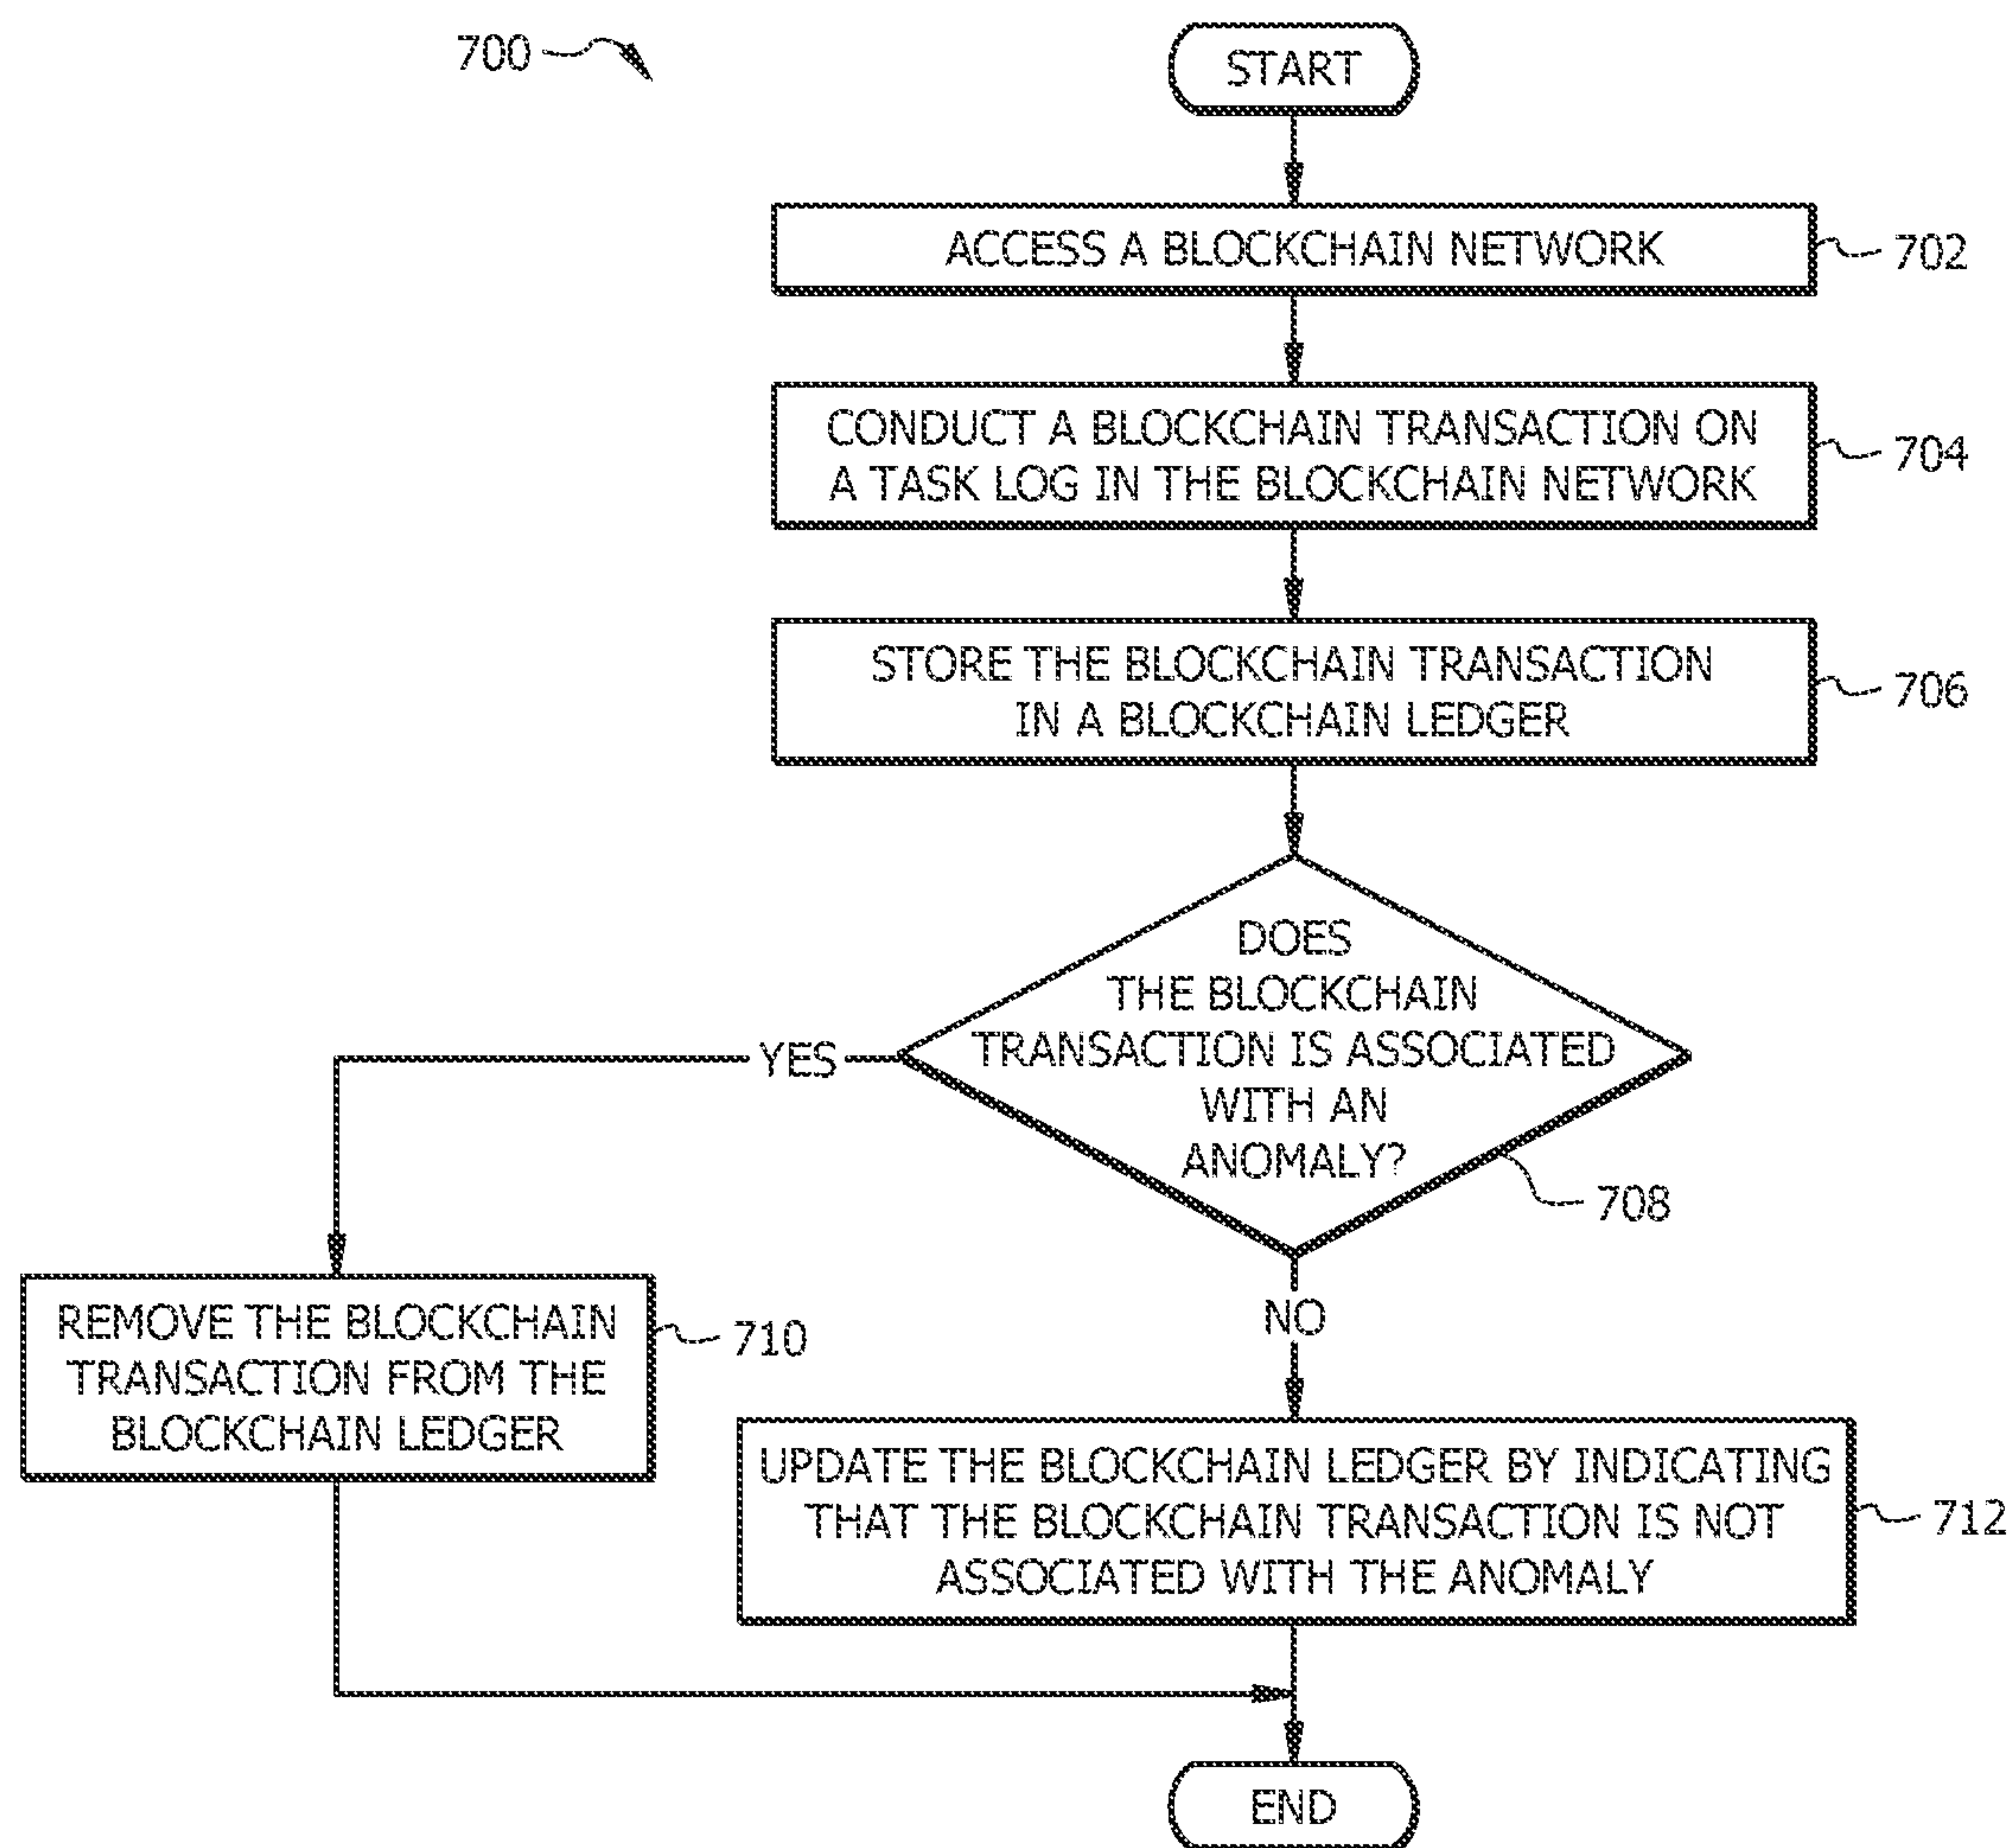 700
START
ACCESS A BLOCKCHAIN NETWORK
702
CONDUCT A BLOCKCHAIN TRANSACTION ON
A TASK LOG IN THE BLOCKCHAIN NETWORK
704
STORE THE BLOCKCHAIN TRANSACTION
IN A BLOCKCHAIN LEDGER
706
DOES
THE BLOCKCHAIN
TRANSACTION IS ASSOCIATED
WITH AN
ANOMALY?
708
YES
NO
REMOVE THE BLOCKCHAIN
TRANSACTION FROM THE
BLOCKCHAIN LEDGER
710
UPDATE THE BLOCKCHAIN LEDGER BY INDICATING
THAT THE BLOCKCHAIN TRANSACTION IS NOT
ASSOCIATED WITH THE ANOMALY
712
END